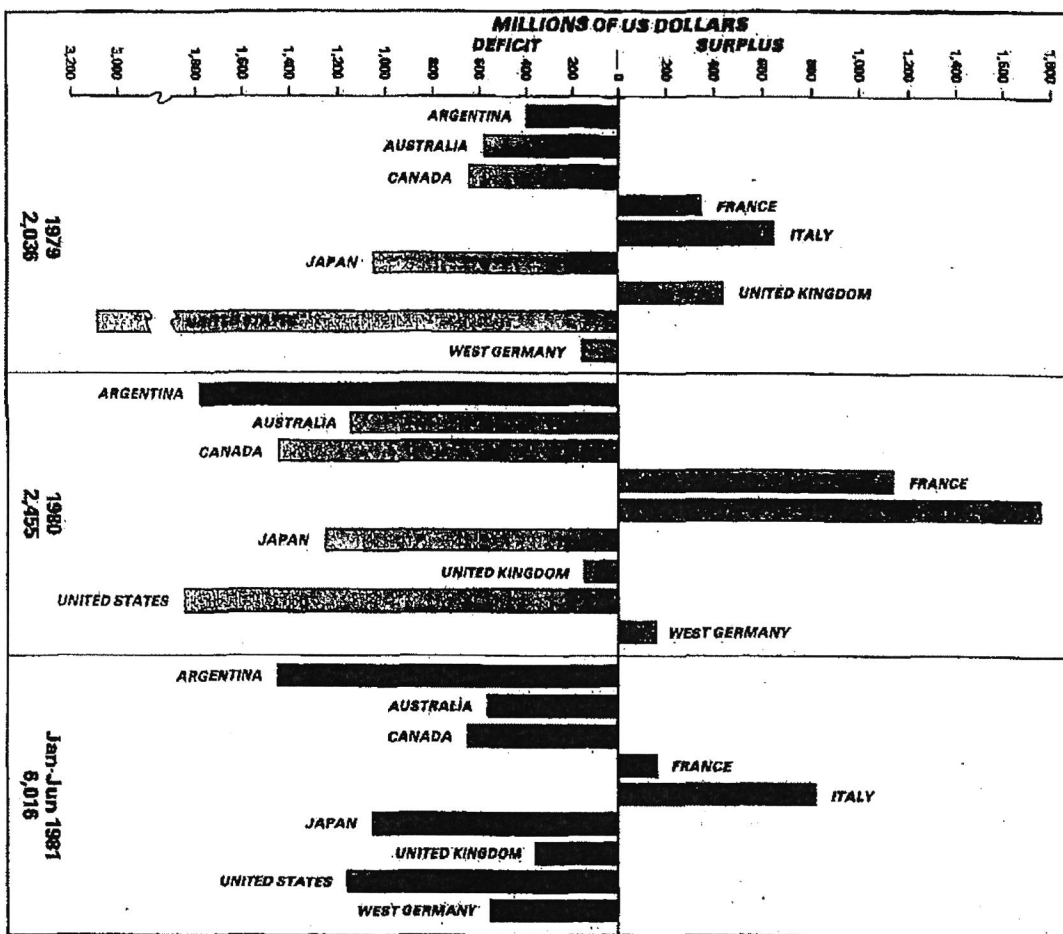 MILLIONS OF US DOLLARS
DEFICIT SURPLUS
3,200 3,000 1,800 1,600 1,400 1,200 1,000 800 600 400 200 0 200 400 600 800 1,000 1,200 1,400 1,600 1,800
1979
2,036
ARGENTINA
AUSTRALIA
CANADA
FRANCE
ITALY
JAPAN
UNITED KINGDOM
UNITED STATES
WEST GERMANY
1980
2,455
ARGENTINA
AUSTRALIA
CANADA
FRANCE
JAPAN
UNITED KINGDOM
UNITED STATES
WEST GERMANY
Jan-Jun 1981
6,016
ARGENTINA
AUSTRALIA
CANADA
FRANCE
ITALY
JAPAN
UNITED KINGDOM
UNITED STATES
WEST GERMANY